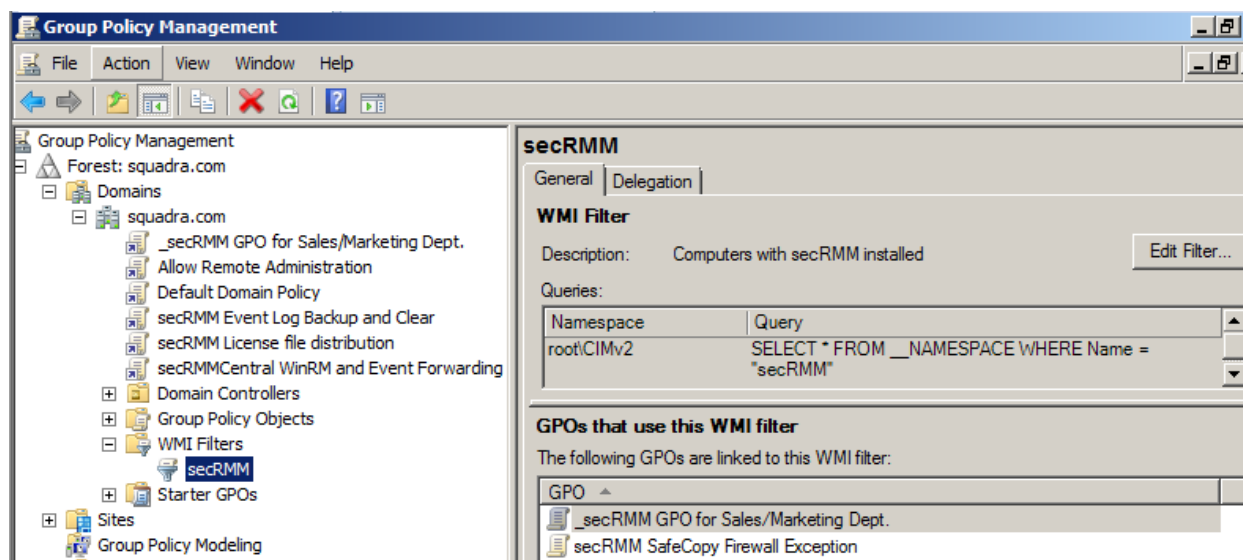 Group Policy Management
File Action View Window Help
Group Policy Management
Forest: squadra.com
Domains
squadra.com
_secRMM GPO for Sales/Marketing Dept.
Allow Remote Administration
Default Domain Policy
secRMM Event Log Backup and Clear
secRMM License file distribution
secRMMCentral WinRM and Event Forwarding
Domain Controllers
Group Policy Objects
WMI Filters
secRMM
Starter GPOs
Sites
Group Policy Modeling
secRMM
General Delegation
WMI Filter
Description: Computers with secRMM installed Edit Filter...
Queries:
Namespace Query
root\CIMv2 SELECT * FROM __NAMESPACE WHERE Name =
"secRMM"
GPOs that use this WMI filter
The following GPOs are linked to this WMI filter:
GPO
_secRMM GPO for Sales/Marketing Dept.
secRMM SafeCopy Firewall Exception